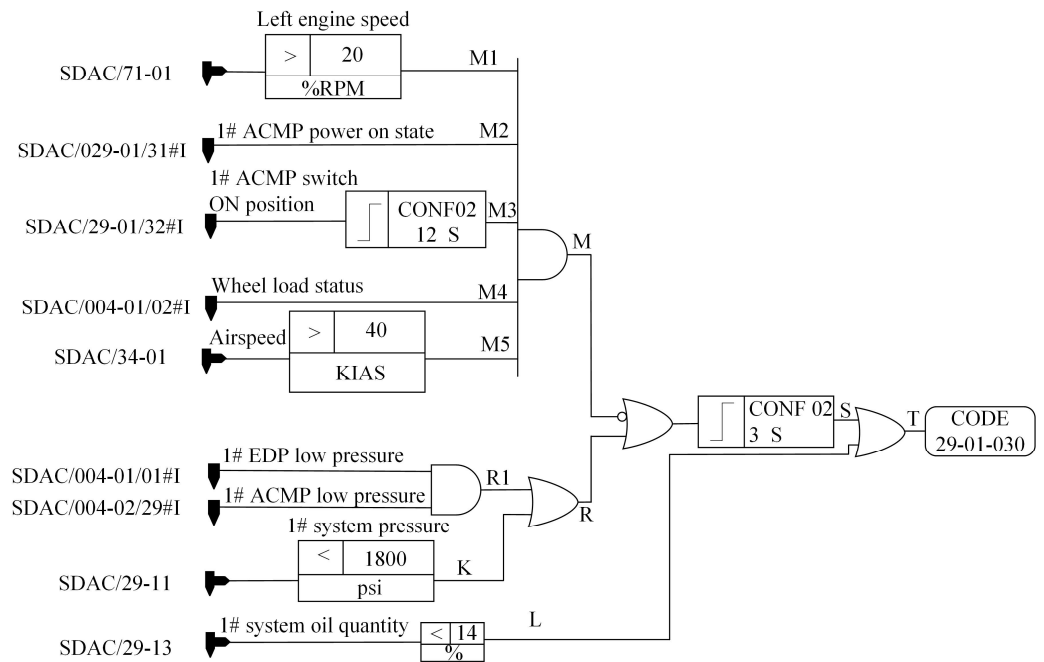 Left engine speed
SDAC/71-01
> 20
%RPM
M1
SDAC/029-01/31#I
1# ACMP power on state
M2
1# ACMP switch
ON position
SDAC/29-01/32#I
CONF02
12 S
M3
M
SDAC/004-01/02#I
Wheel load status
M4
SDAC/34-01
Airspeed
> 40
KIAS
M5
CONF 02
3 S
S
T
CODE
29-01-030
SDAC/004-01/01#I
1# EDP low pressure
SDAC/004-02/29#I
1# ACMP low pressure
R1
R
1# system pressure
SDAC/29-11
< 1800
psi
K
SDAC/29-13
1# system oil quantity
< 14
%
L